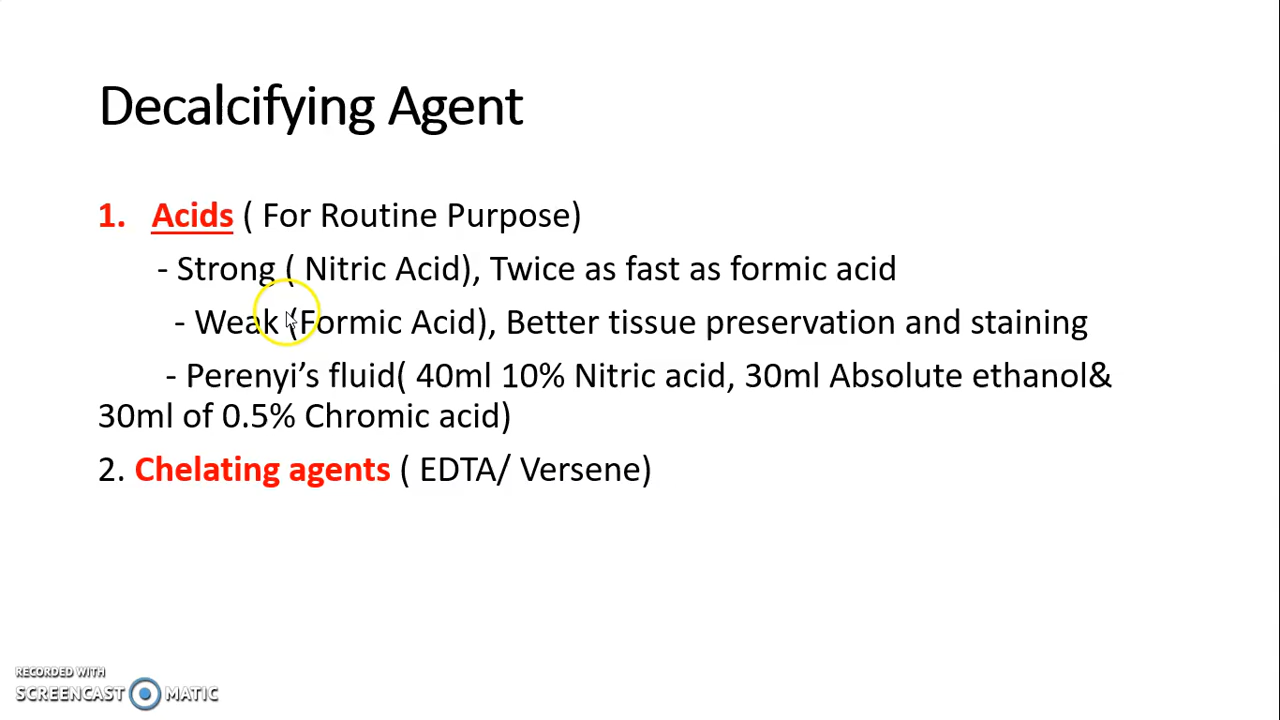 Decalcifying Agent
1. Acids ( For Routine Purpose)
- Strong ( Nitric Acid), Twice as fast as formic acid
- Weak (Formic Acid), Better tissue preservation and staining
- Perenyi’s fluid( 40ml 10% Nitric acid, 30ml Absolute ethanol&
30ml of 0.5% Chromic acid)
2. Chelating agents ( EDTA/ Versene)
RECORDED WITH
SCREENCAST MATIC